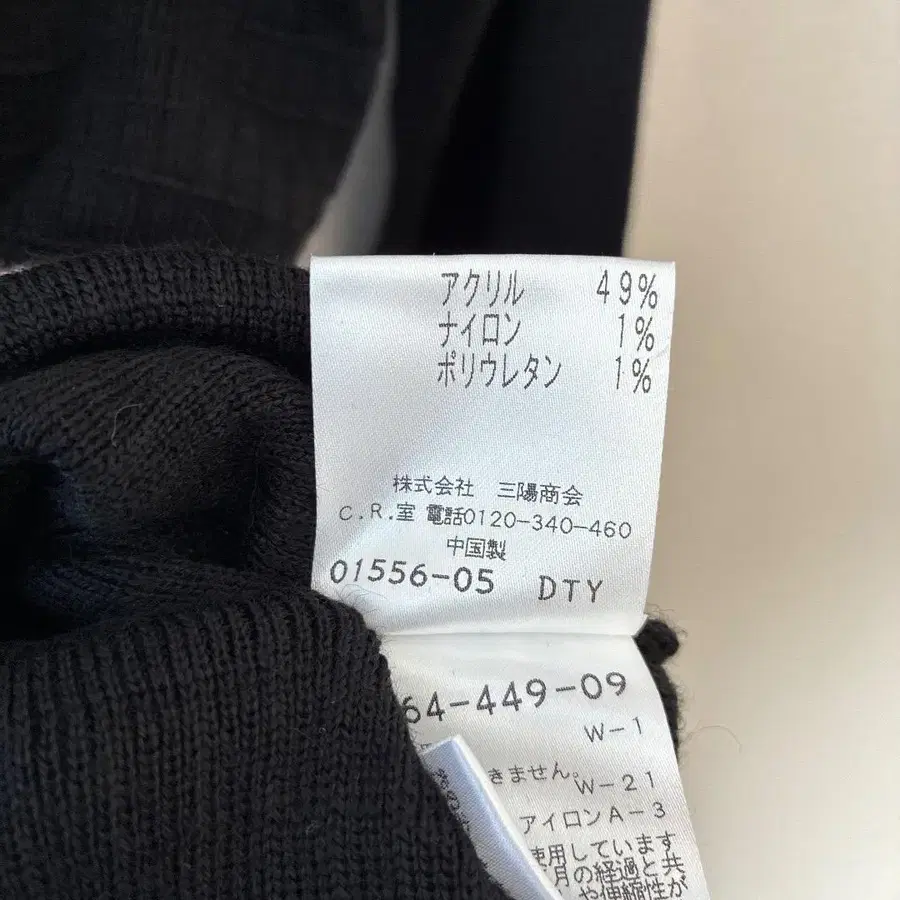 アクリル 49%
ナイロン 1%
ポリウレタン 1%
株式会社 三陽商会
C.R.室 電話0120-340-460
中国製
01556-05 DTY
64-449-09
W-1
きません。W-21
アイロンA-3
使用しています
月の経過と共
や伸縮性が